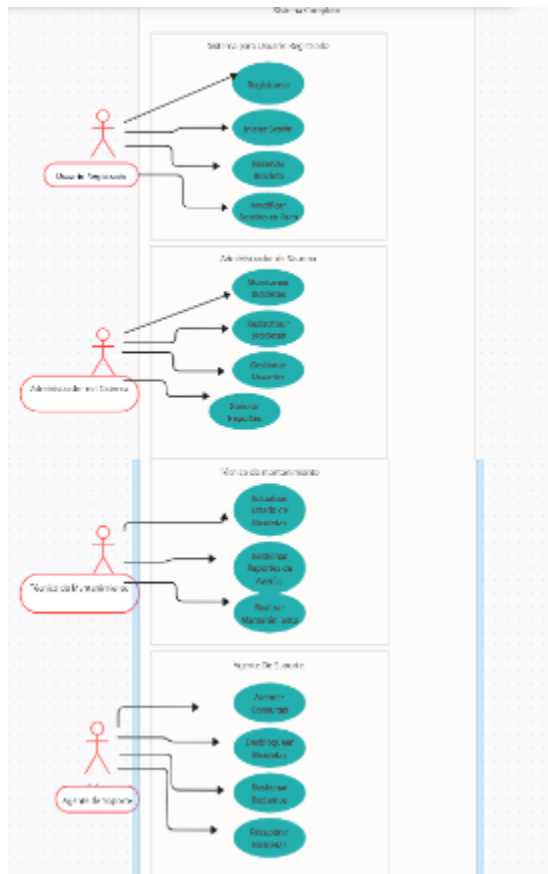 Sistema Completo
Sistema para Usuario Registrado
Registrarse
Iniciar Sesión
Reservar
Bicicleta
Modificar
Usuario Registrado
Administrador de Sistema
Monitorear
Bicicletas
Redistribuir
Bicicletas
Gestionar
Usuarios
Generar
Reportes
Administrador del Sistema
Técnico de mantenimiento
Actualizar
Estado de
Bicicletas
Gestionar
Reportes de
Averías
Realizar
Mantenimiento
Técnico de Mantenimiento
Agente De Soporte
Atender
Consultas
Desbloquear
Bicicletas
Gestionar
Reclamos
Recuperar
Agente de soporte